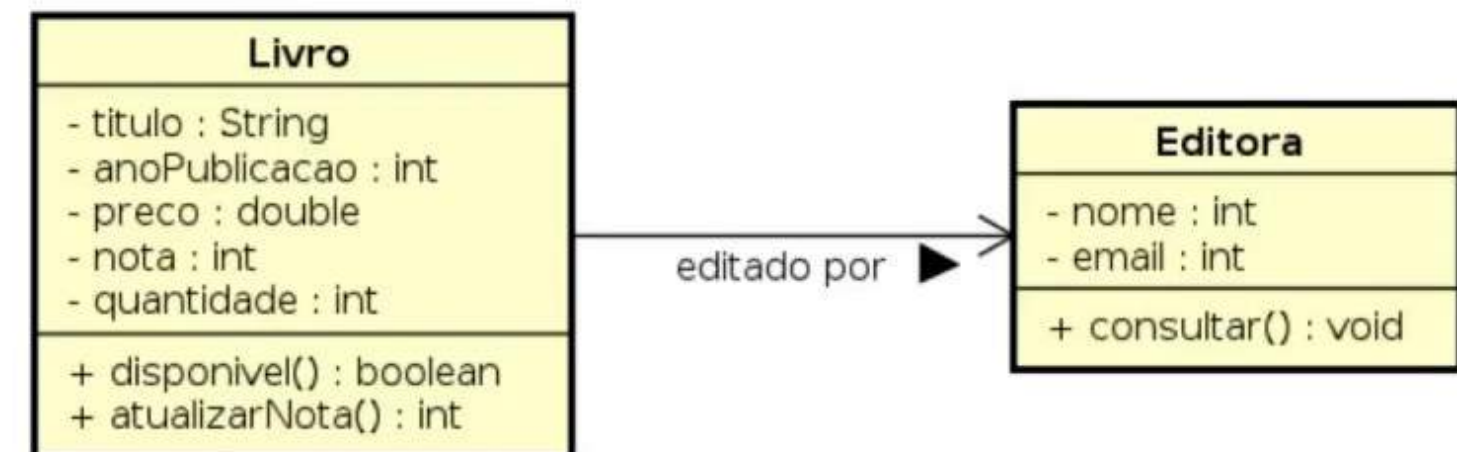 Livro
- titulo : String
- anoPublicacao : int
- preco : double
- nota : int
- quantidade : int
+ disponivel() : boolean
+ atualizarNota() : int
editado por
Editora
- nome : int
- email : int
+ consultar() : void